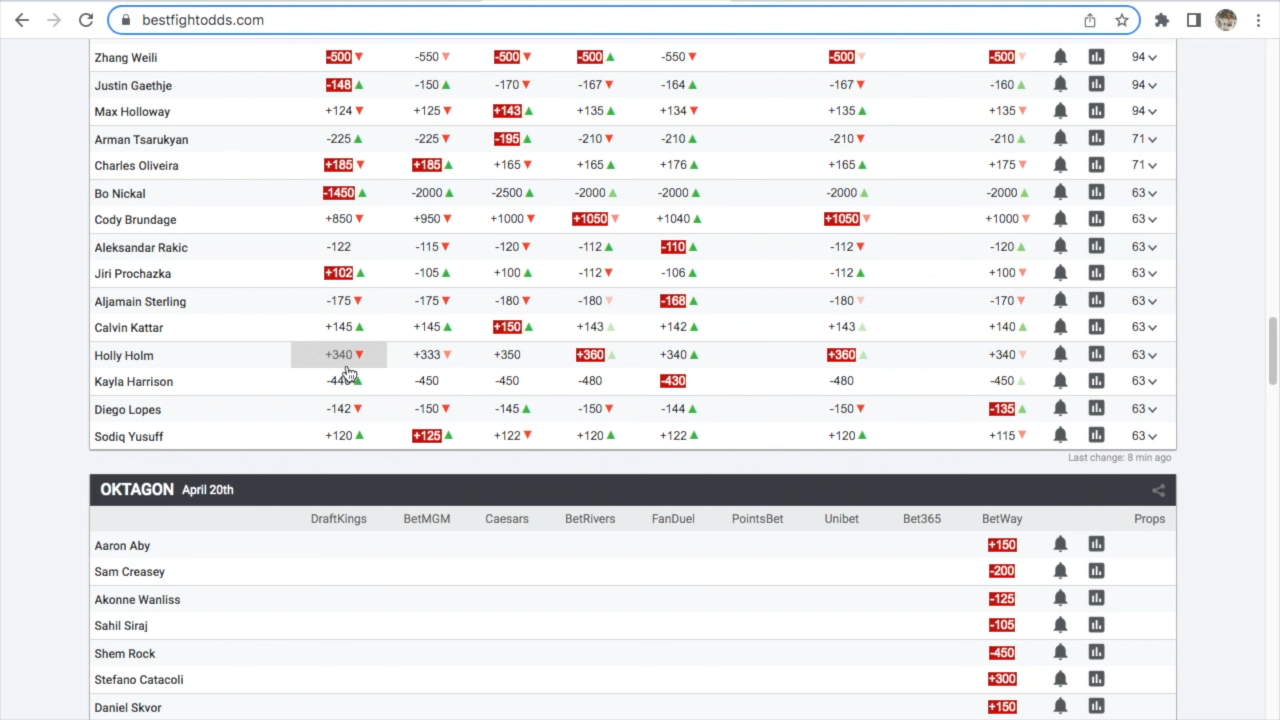 bestfightodds.com
Zhang Weili -500 ▼ -550 ▼ -500 ▼ -500 ▲ -550 ▼ -500 ▼ -500 ▼ 94
Justin Gaethje -148 ▲ -150 ▲ -170 ▼ -167 ▼ -164 ▲ -167 ▼ -160 ▲ 94
Max Holloway +124 ▼ +125 ▼ +143 ▲ +135 ▲ +134 ▼ +135 ▲ +135 ▼ 94
Arman Tsarukyan -225 ▲ -225 ▼ -195 ▲ -210 ▼ -210 ▲ -210 ▼ -210 ▲ 71
Charles Oliveira +185 ▼ +185 ▲ +165 ▼ +165 ▲ +176 ▲ +165 ▲ +175 ▼ 71
Bo Nickal -1450 ▲ -2000 ▲ -2500 ▲ -2000 ▲ -2000 ▲ -2000 ▲ -2000 ▲ 63
Cody Brundage +850 ▼ +950 ▼ +1000 ▼ +1050 ▼ +1040 ▲ +1050 ▼ +1000 ▼ 63
Aleksandar Rakic -122 -115 ▼ -120 ▼ -112 ▲ -110 ▲ -112 ▼ -120 ▲ 63
Jiri Prochazka +102 ▲ -105 ▲ +100 ▲ -112 ▼ -106 ▲ -112 ▲ +100 ▼ 63
Aljamain Sterling -175 ▼ -175 ▼ -180 ▼ -180 ▼ -168 ▲ -180 ▼ -170 ▼ 63
Calvin Kattar +145 ▲ +145 ▲ +150 ▲ +143 ▲ +142 ▲ +143 ▲ +140 ▲ 63
Holly Holm +340 ▼ +333 ▼ +350 +360 ▲ +340 ▲ +360 ▲ +340 ▼ 63
Kayla Harrison -450 -450 -480 -430 -480 -450 ▲ 63
Diego Lopes -142 ▼ -150 ▼ -145 ▲ -150 ▼ -144 ▲ -150 ▼ -135 ▲ 63
Sodiq Yusuff +120 ▲ +125 ▲ +122 ▼ +120 ▲ +122 ▲ +120 ▲ +115 ▼ 63
Last change: 8 min ago
OKTAGON April 20th
DraftKings BetMGM Caesars BetRivers FanDuel PointsBet Unibet Bet365 BetWay Props
Aaron Aby +150
Sam Creasey -200
Akonne Wanliss -125
Sahil Siraj -105
Shem Rock -450
Stefano Catacoli +300
Daniel Skvor +150